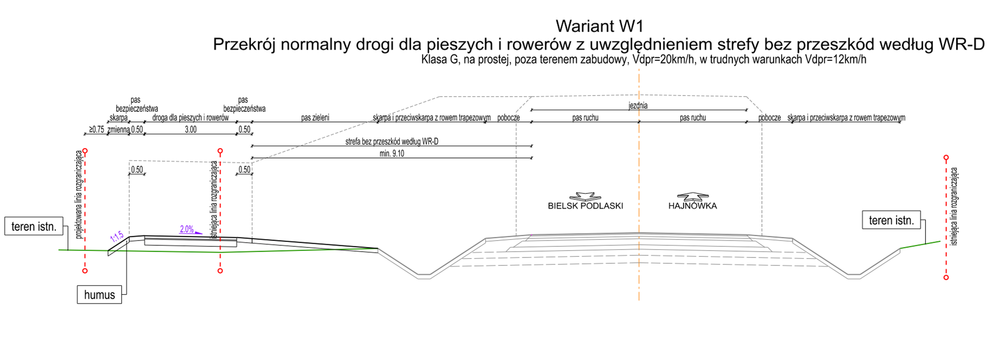 Wariant W1
Przekrój normalny drogi dla pieszych i rowerów z uwzględnieniem strefy bez przeszkód według WR-D
Klasa G, na prostej, poza terenem zabudowy, Vdpr=20km/h, w trudnych warunkach Vdpr=12km/h
pas
bezpieczeństwa
pas
bezpieczeństwa
jezdnia
skarpa
droga dla pieszych i rowerów
pas zieleni
skarpa i przeciwskarpa z rowem trapezowym
pobocze
pas ruchu
pas ruchu
pobocze
skarpa i przeciwskarpa z rowem trapezowym
≥0.75
zmienna
0.50
3.00
0.50
strefa bez przeszkód według WR-D
min. 9.10
0.50
0.50
projektowana linia rozgraniczająca
istniejąca linia rozgraniczająca
istniejąca linia rozgraniczająca
BIELSK PODLASKI
HAJNÓWKA
teren istn.
1:1.5
2.0%
teren istn.
humus